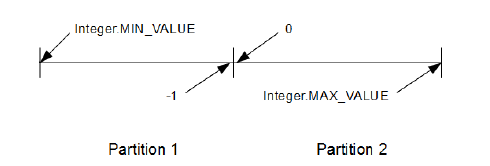 Integer.MIN_VALUE
0
-1
Integer.MAX_VALUE
Partition 1
Partition 2